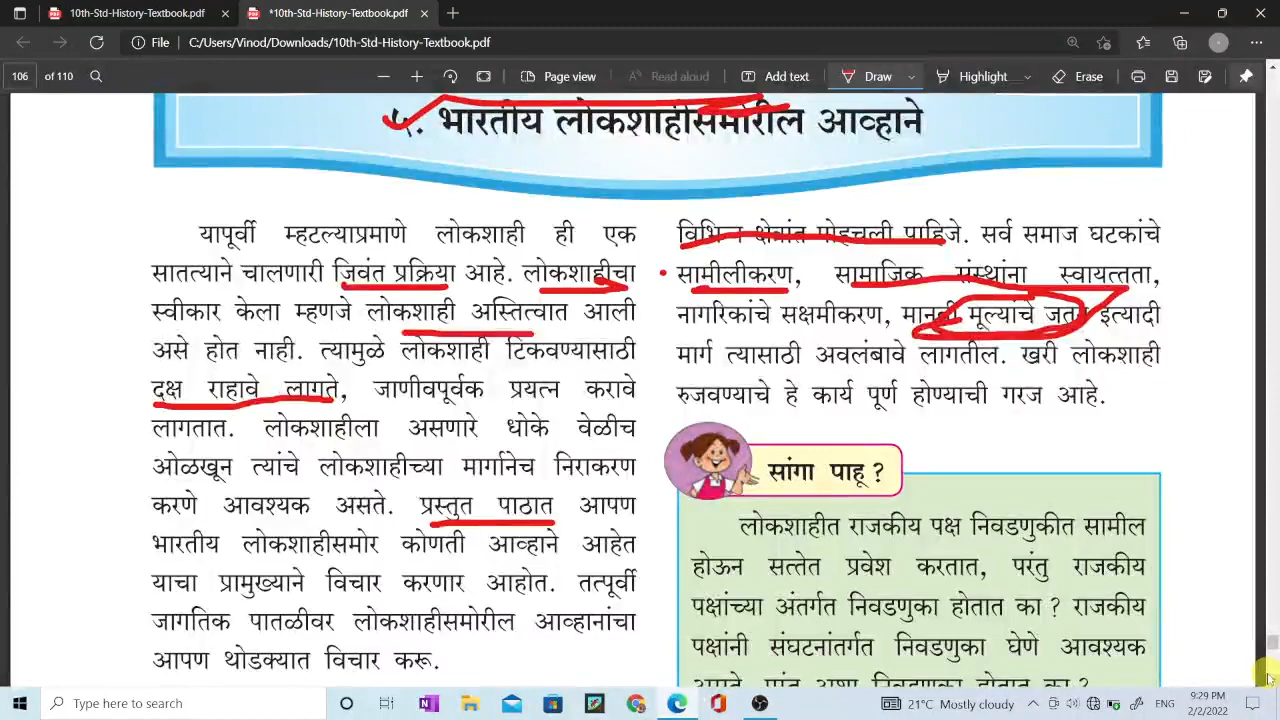 10th-Std-History-Textbook.pdf
*10th-Std-History-Textbook.pdf
File C:/Users/Vinod/Downloads/10th-Std-History-Textbook.pdf
106 of 110 Page view Read aloud Add text Draw Highlight Erase
५. भारतीय लोकशाहीसमोरील आव्हाने
यापूर्वी म्हटल्याप्रमाणे लोकशाही ही एक
सातत्याने चालणारी जिवंत प्रक्रिया आहे. लोकशाहीचा
स्वीकार केला म्हणजे लोकशाही अस्तित्वात आली
असे होत नाही. त्यामुळे लोकशाही टिकवण्यासाठी
दक्ष राहावे लागते, जाणीवपूर्वक प्रयत्न करावे
लागतात. लोकशाहीला असणारे धोके वेळीच
ओळखून त्यांचे लोकशाहीच्या मार्गानेच निराकरण
करणे आवश्यक असते. प्रस्तुत पाठात आपण
भारतीय लोकशाहीसमोर कोणती आव्हाने आहेत
याचा प्रामुख्याने विचार करणार आहोत. तत्पूर्वी
जागतिक पातळीवर लोकशाहीसमोरील आव्हानांचा
आपण थोडक्यात विचार करू.
विभिन्न क्षेत्रांत पोहचली पाहिजे. सर्व समाज घटकांचे
सामीलीकरण, सामाजिक संस्थांना स्वायत्तता,
नागरिकांचे सक्षमीकरण, मानवी मूल्यांचे जतन इत्यादी
मार्ग त्यासाठी अवलंबावे लागतील. खरी लोकशाही
रुजवण्याचे हे कार्य पूर्ण होण्याची गरज आहे.
सांगा पाहू ?
लोकशाहीत राजकीय पक्ष निवडणुकीत सामील
होऊन सत्तेत प्रवेश करतात, परंतु राजकीय
पक्षांच्या अंतर्गत निवडणुका होतात का ? राजकीय
पक्षांनी संघटनांतर्गत निवडणुका घेणे आवश्यक
Type here to search
21°C Mostly cloudy ENG
9:29 PM
2/2/2022